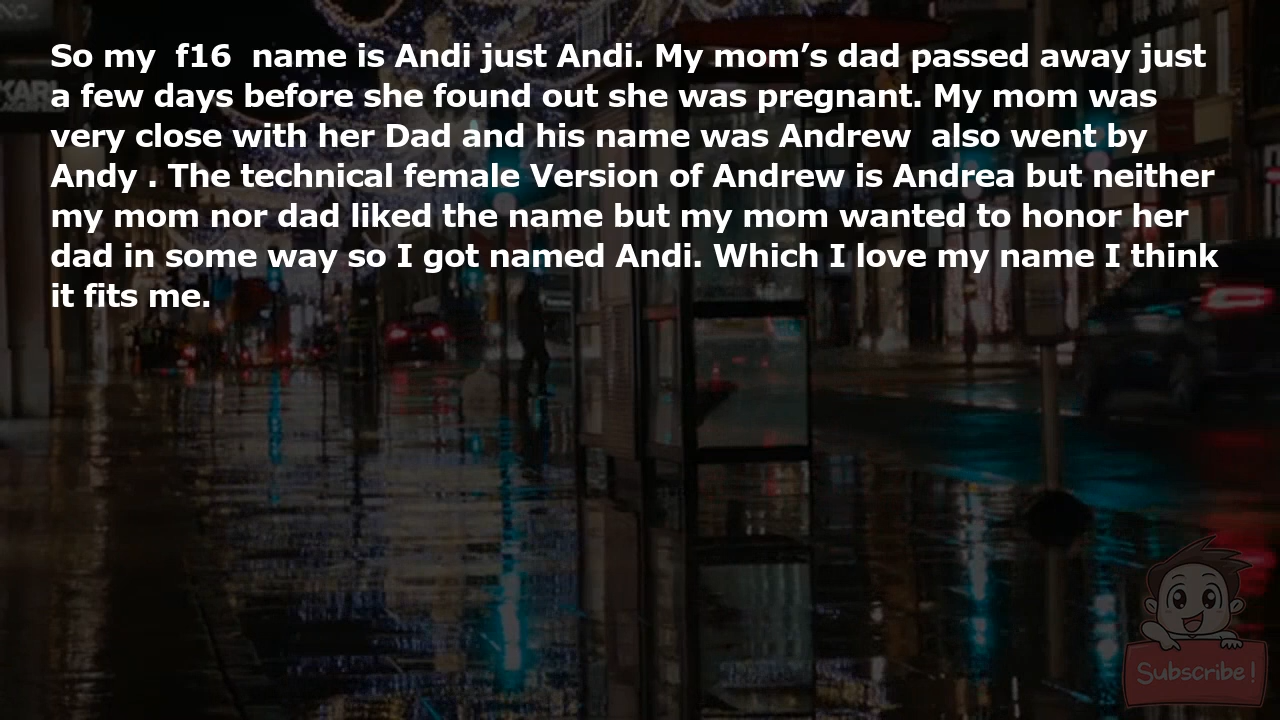 NO...
KARI
So my  f16  name is Andi just Andi. My mom’s dad passed away just
a few days before she found out she was pregnant. My mom was
very close with her Dad and his name was Andrew  also went by
Andy . The technical female Version of Andrew is Andrea but neither
my mom nor dad liked the name but my mom wanted to honor her
dad in some way so I got named Andi. Which I love my name I think
it fits me.
Subscribe!